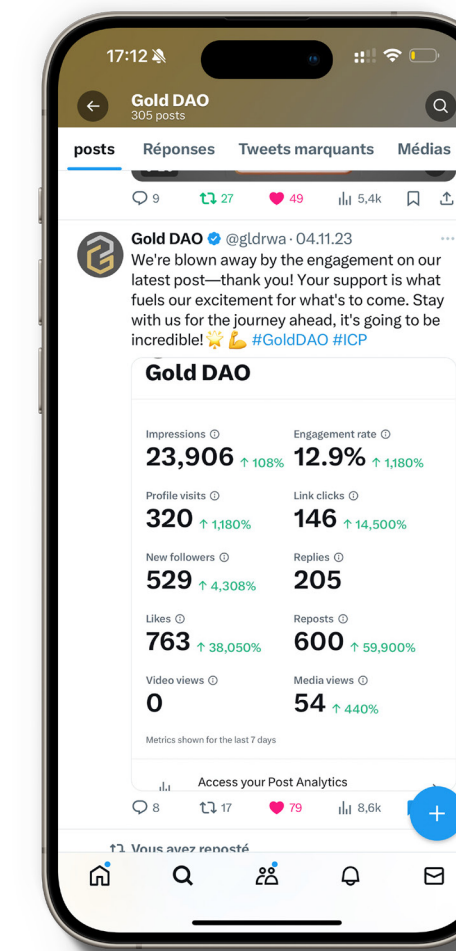 17:12
Gold DAO
305 posts
posts Réponses Tweets marquants Médias
9 27 49 5,4k
Gold DAO @gldrwa · 04.11.23
We're blown away by the engagement on our
latest post—thank you! Your support is what
fuels our excitement for what's to come. Stay
with us for the journey ahead, it's going to be
incredible!🌟💪 #GoldDAO #ICP
Gold DAO
Impressions Engagement rate
23,906 ↑ 108% 12.9% ↑ 1,180%
Profile visits Link clicks
320 ↑ 1,180% 146 ↑ 14,500%
New followers Replies
529 ↑ 4,308% 205
Likes Reposts
763 ↑ 38,050% 600 ↑ 59,900%
Video views Media views
0 54 ↑ 440%
Metrics shown for the last 7 days
Access your Post Analytics
8 17 79 8,6k
Vous avez reposté